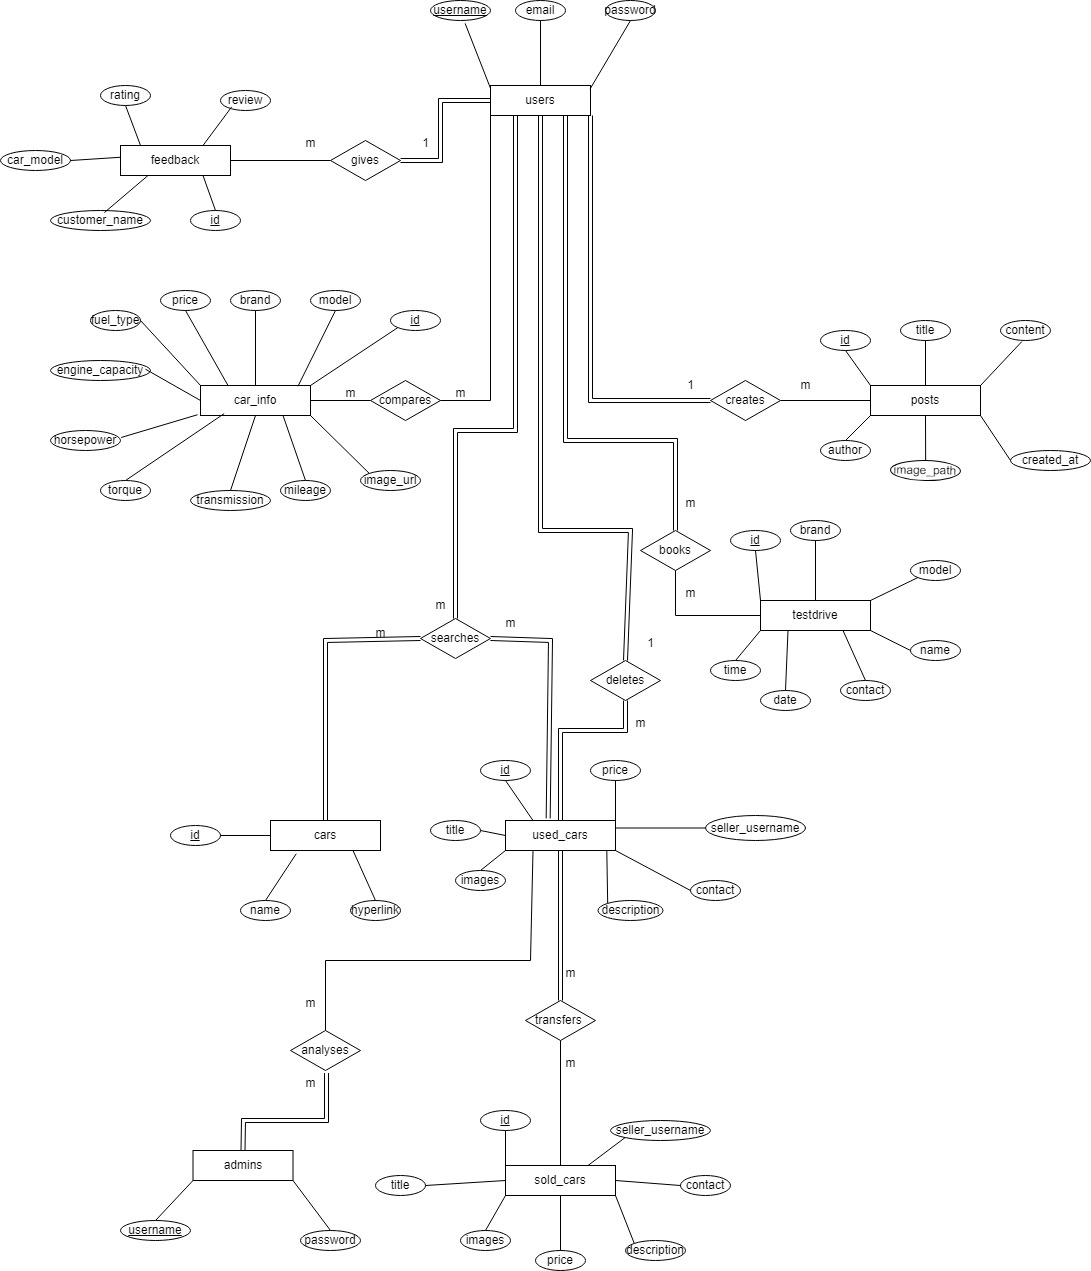 username
email
password
users
rating
review
car_model
feedback
m
gives
1
customer_name
id
fuel_type
price
brand
model
id
engine_capacity
car_info
m
compares
m
horsepower
torque
transmission
mileage
image_url
1
creates
m
id
title
content
posts
author
image_path
created_at
m
books
m
id
brand
model
testdrive
name
time
date
contact
m
m
searches
m
1
deletes
m
id
cars
name
hyperlink
id
price
title
used_cars
seller_username
images
description
contact
m
analyses
m
m
transfers
m
admins
username
password
id
seller_username
title
sold_cars
contact
images
price
description